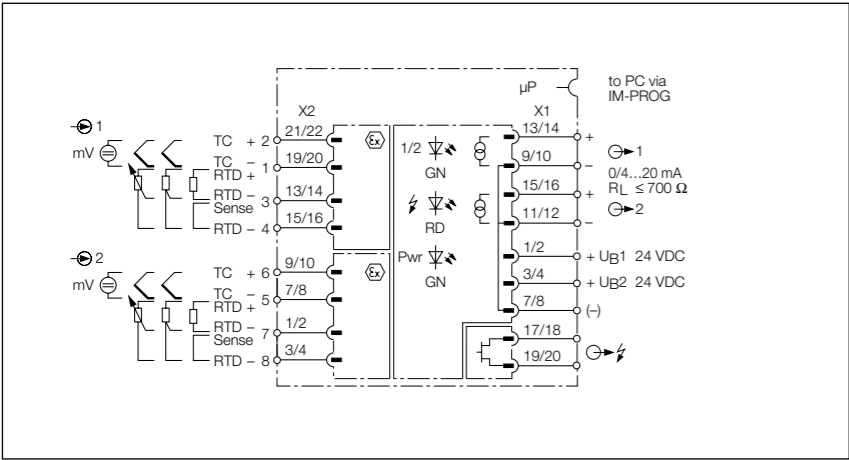 µP
to PC via
IM-PROG
X2
X1
1
mV
TC + 2
21/22
TC – 1
19/20
RTD +
RTD – 3
13/14
Sense
RTD – 4
15/16
Ex
2
mV
TC + 6
9/10
TC – 5
7/8
RTD +
RTD – 7
1/2
Sense
RTD – 8
3/4
Ex
1/2
GN
RD
Pwr
GN
13/14
+
1
9/10
–
0/4...20 mA
RL ≤ 700 Ω
15/16
+
2
11/12
–
1/2
+ UB1 24 VDC
3/4
+ UB2 24 VDC
7/8
(–)
17/18
19/20